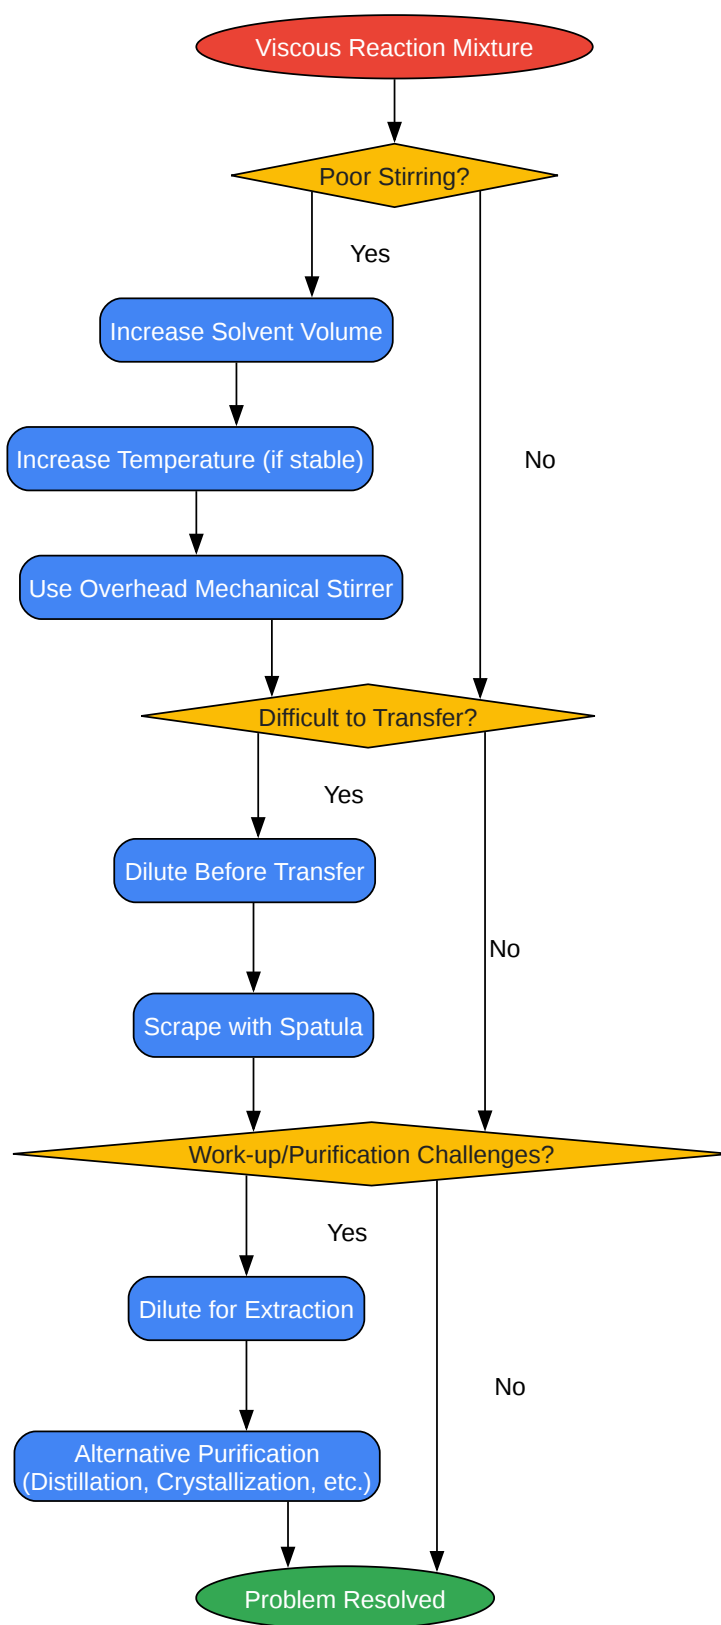 Viscous Reaction Mixture
Poor Stirring?
Yes
Increase Solvent Volume
Increase Temperature (if stable)
No
Use Overhead Mechanical Stirrer
Difficult to Transfer?
Yes
Dilute Before Transfer
No
Scrape with Spatula
Work-up/Purification Challenges?
Yes
Dilute for Extraction
No
Alternative Purification
(Distillation, Crystallization, etc.)
Problem Resolved